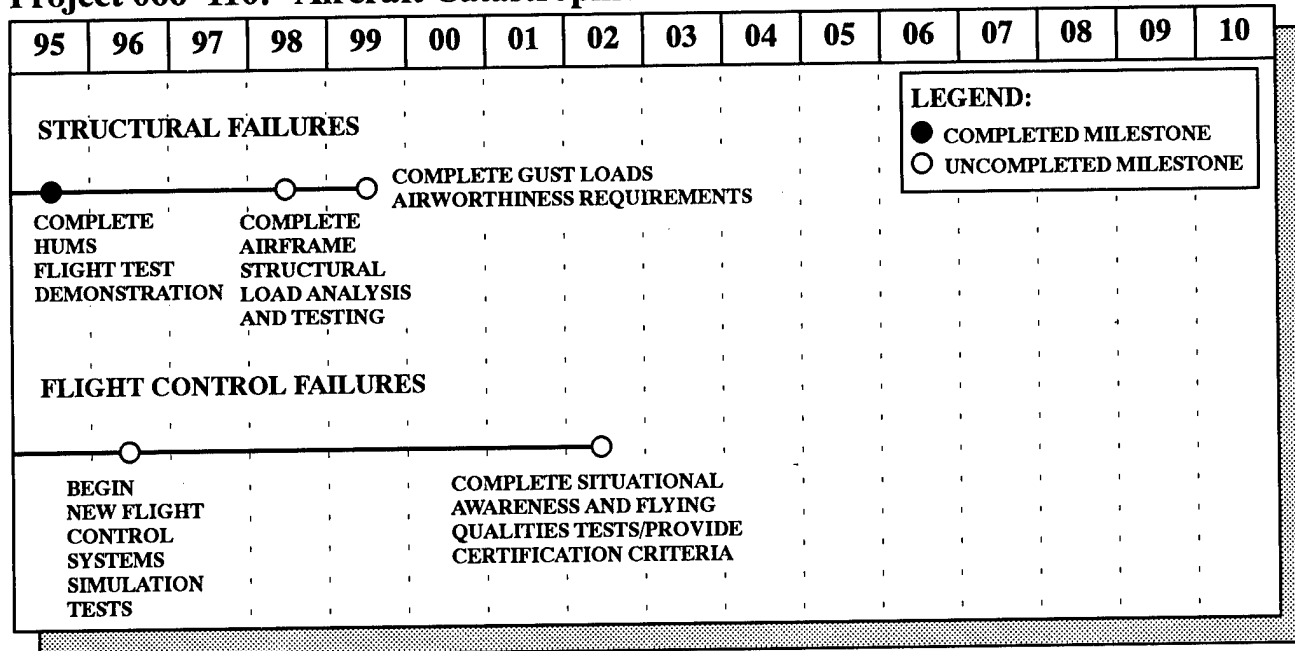 95 96 97 98 99 00 01 02 03 04 05 06 07 08 09 10
LEGEND:
COMPLETED MILESTONE
UNCOMPLETED MILESTONE
STRUCTURAL FAILURES
COMPLETE GUST LOADS
AIRWORTHINESS REQUIREMENTS
COMPLETE
HUMS
FLIGHT TEST
DEMONSTRATION
COMPLETE
AIRFRAME
STRUCTURAL
LOAD ANALYSIS
AND TESTING
FLIGHT CONTROL FAILURES
BEGIN
NEW FLIGHT
CONTROL
SYSTEMS
SIMULATION
TESTS
COMPLETE SITUATIONAL
AWARENESS AND FLYING
QUALITIES TESTS/PROVIDE
CERTIFICATION CRITERIA